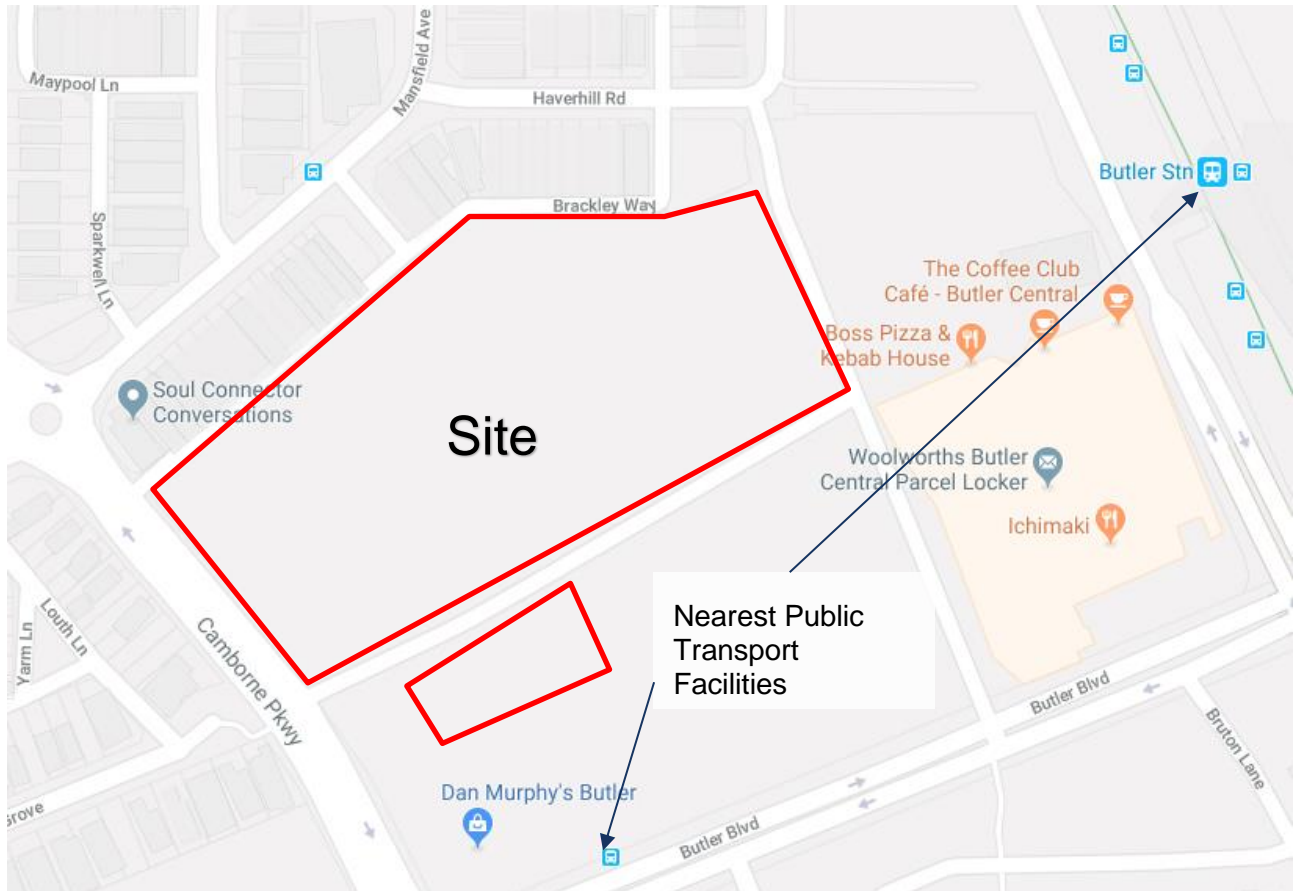 Maypool Ln
Mansfield Ave
Haverhill Rd
Butler Stn
Brackley Way
Sparkwell Ln
The Coffee Club
Café - Butler Central
Boss Pizza &
Kebab House
Soul Connector
Conversations
Site
Woolworths Butler
Central Parcel Locker
Ichimaki
Nearest Public
Transport
Facilities
Louth Ln
Yarm Ln
Camborne Pkwy
Butler Blvd
Bruton Lane
Grove
Dan Murphy's Butler
Butler Blvd